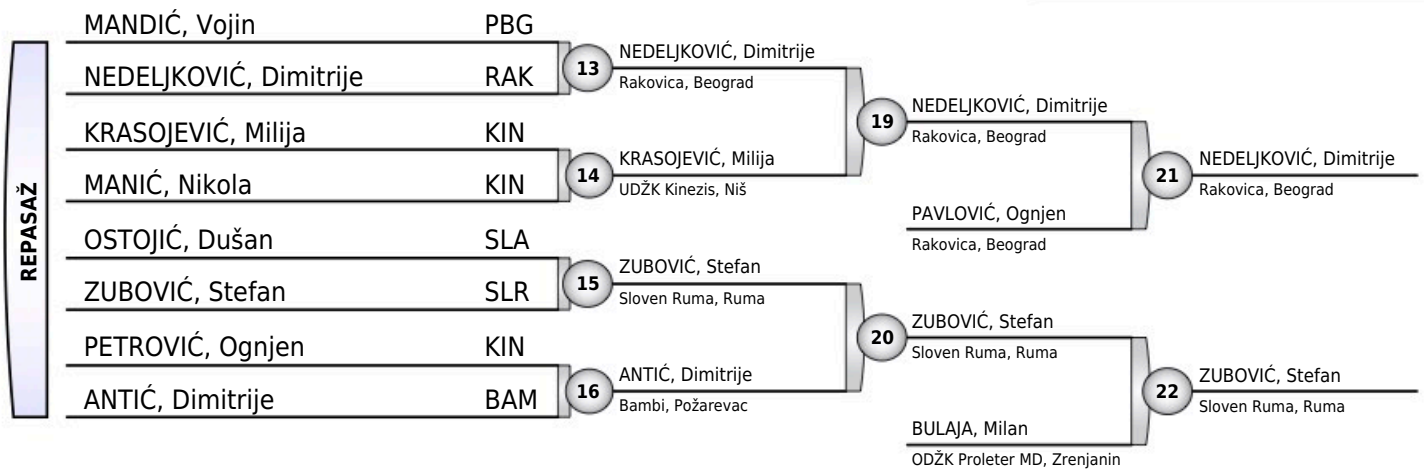 REPASAŽ
MANDIĆ, Vojin PBG
NEDELJKOVIĆ, Dimitrije RAK
KRASOJEVIĆ, Milija KIN
MANIĆ, Nikola KIN
OSTOJIĆ, Dušan SLA
ZUBOVIĆ, Stefan SLR
PETROVIĆ, Ognjen KIN
ANTIĆ, Dimitrije BAM
13
NEDELJKOVIĆ, Dimitrije
Rakovica, Beograd
14
KRASOJEVIĆ, Milija
UDŽK Kinezis, Niš
15
ZUBOVIĆ, Stefan
Sloven Ruma, Ruma
16
ANTIĆ, Dimitrije
Bambi, Požarevac
19
NEDELJKOVIĆ, Dimitrije
Rakovica, Beograd
PAVLOVIĆ, Ognjen
Rakovica, Beograd
20
ZUBOVIĆ, Stefan
Sloven Ruma, Ruma
BULAJA, Milan
ODŽK Proleter MD, Zrenjanin
21
NEDELJKOVIĆ, Dimitrije
Rakovica, Beograd
22
ZUBOVIĆ, Stefan
Sloven Ruma, Ruma